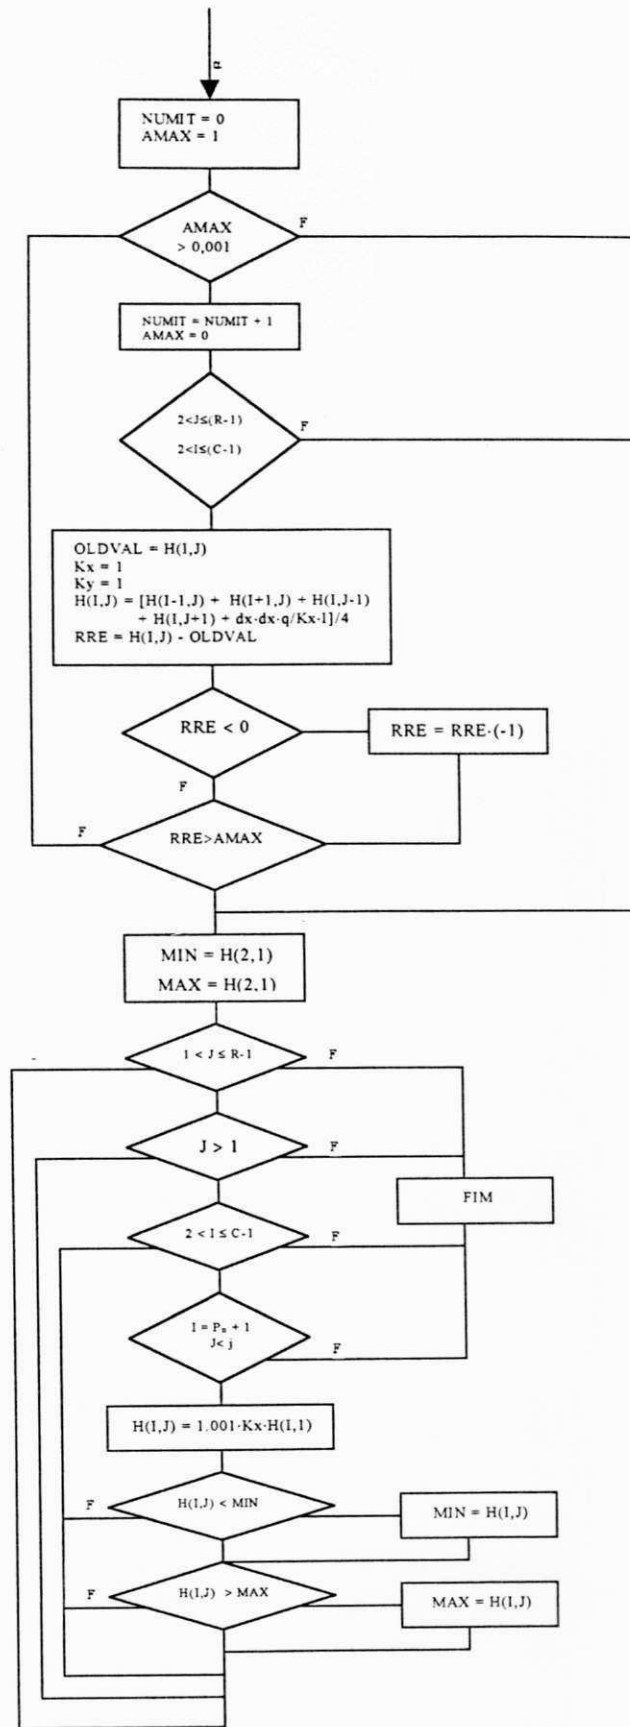 NUMIT = 0
AMAX = 1
AMAX
> 0,001
F
NUMIT = NUMIT + 1
AMAX = 0
2<J≤(R-1)
2<I≤(C-1)
F
OLDVAL = H(I,J)
Kx = 1
Ky = 1
H(I,J) = [H(I-1,J) + H(I+1,J) + H(I,J-1)
+ H(I,J+1) + dx·dx·q/Kx·1]/4
RRE = H(I,J) - OLDVAL
RRE < 0
RRE = RRE·(-1)
F
F
RRE>AMAX
MIN = H(2,1)
MAX = H(2,1)
1 < J ≤ R-1
F
J > 1
F
FIM
2 < I ≤ C-1
F
J< j
F
H(I,J) = 1.001·Kx·H(I,1)
F
H(I,J) < MIN
MIN = H(I,J)
F
H(I,J) > MAX
MAX = H(I,J)